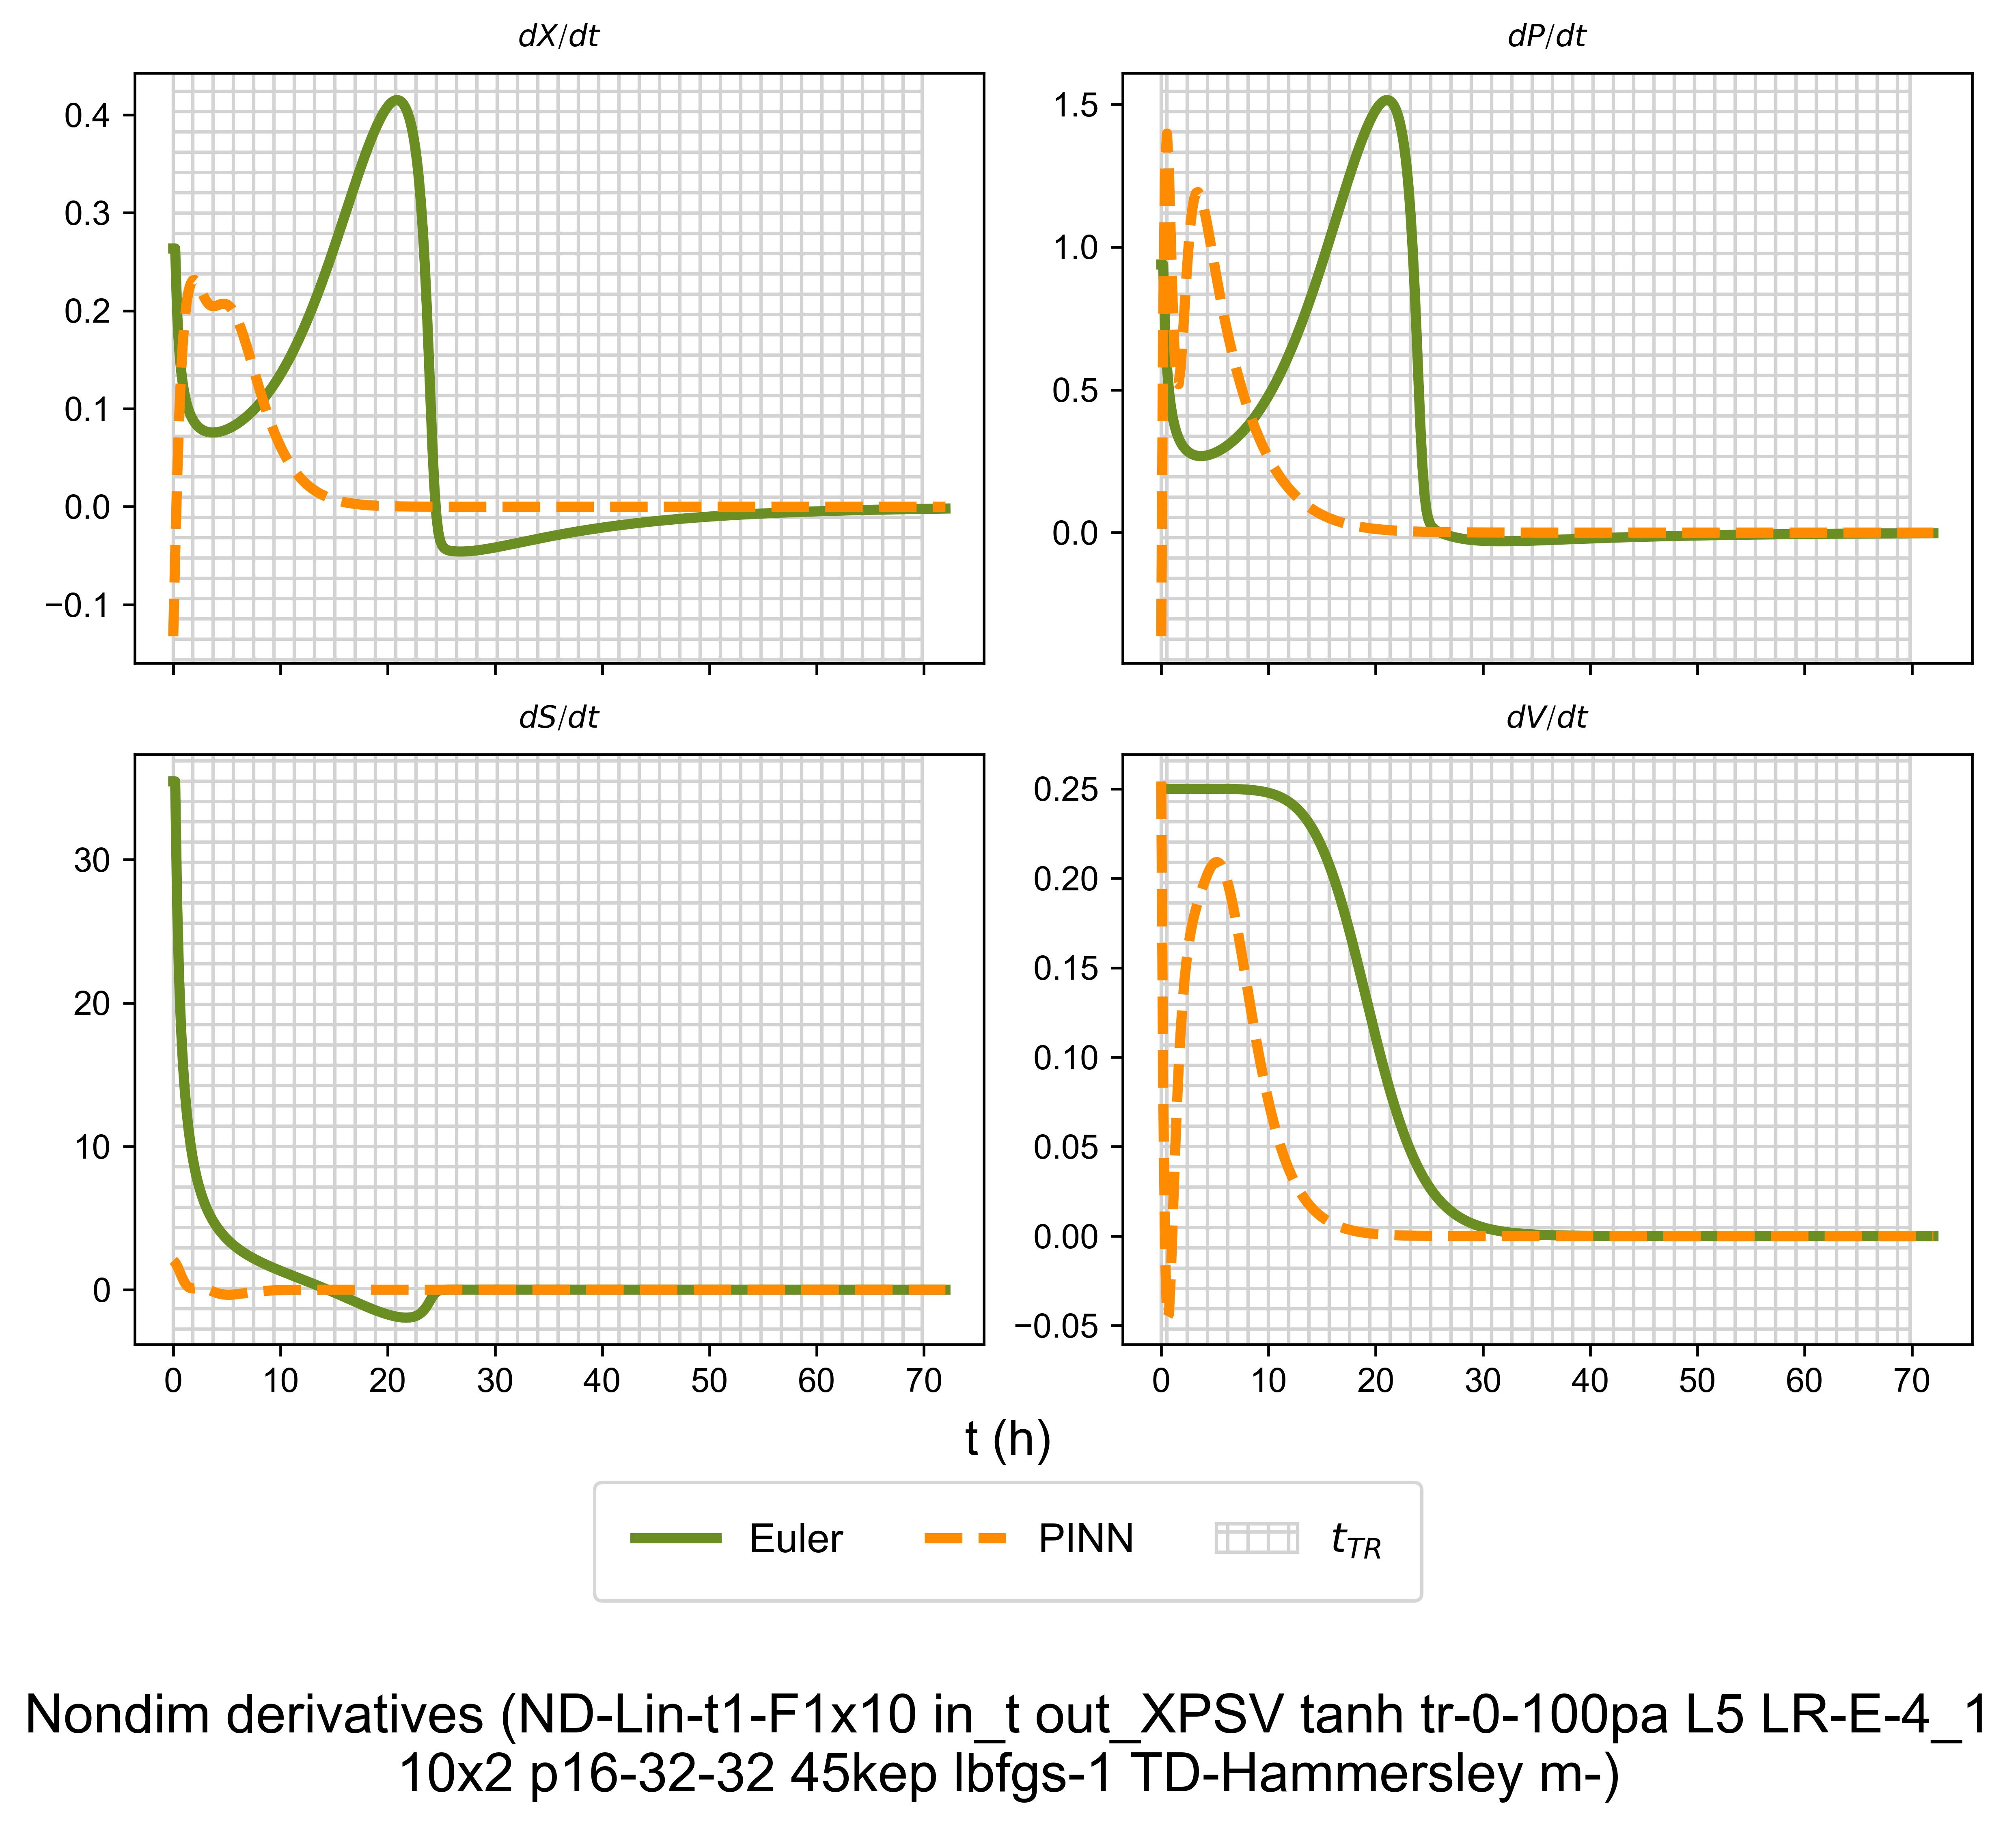 dX/dt
dP/dt
0.4
0.3
0.2
0.1
0.0
−0.1
1.5
1.0
0.5
0.0
dS/dt
dV/dt
30
20
10
0
0.25
0.20
0.15
0.10
0.05
0.00
−0.05
0 10 20 30 40 50 60 70
0 10 20 30 40 50 60 70
t (h)
Euler PINN t_TR
Nondim derivatives (ND-Lin-t1-F1x10 in_t out_XPSV tanh tr-0-100pa L5 LR-E-4_1
10x2 p16-32-32 45kep lbfgs-1 TD-Hammersley m-)